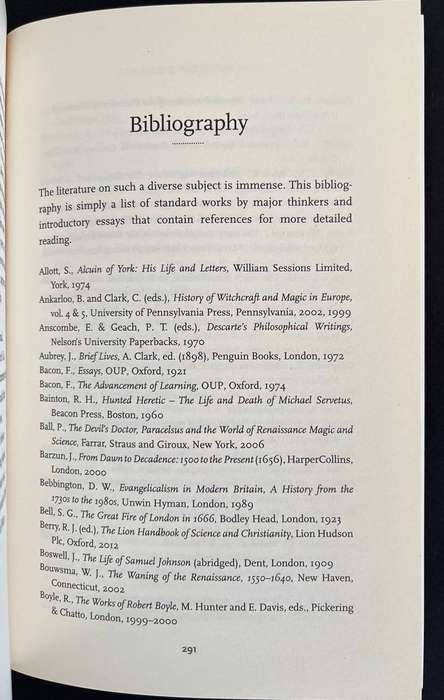 Bibliography
The literature on such a diverse subject is immense. This bibliog-
raphy is simply a list of standard works by major thinkers and
introductory essays that contain references for more detailed
reading.
Allott, S., Alcuin of York: His Life and Letters, William Sessions Limited,
York, 1974
Ankarloo, B. and Clark, C. (eds.), History of Witchcraft and Magic in Europe,
vol. 4 & 5, University of Pennsylvania Press, Pennsylvania, 2002, 1999
Anscombe, E. & Geach, P. T. (eds.), Descarte's Philosophical Writings,
Nelson's University Paperbacks, 1970
Aubrey, J., Brief Lives, A. Clark, ed. (1898), Penguin Books, London, 1972
Bacon, F., Essays, OUP, Oxford, 1921
Bacon, F., The Advancement of Learning, OUP, Oxford, 1974
Bainton, R. H., Hunted Heretic – The Life and Death of Michael Servetus,
Beacon Press, Boston, 1960
Ball, P., The Devil's Doctor, Paracelsus and the World of Renaissance Magic and
Science, Farrar, Straus and Giroux, New York, 2006
Barzun, J., From Dawn to Decadence: 1500 to the Present (1656), HarperCollins,
London, 2000
Bebbington, D. W., Evangelicalism in Modern Britain, A History from the
1730s to the 1980s, Unwin Hyman, London, 1989
Bell, S. G., The Great Fire of London in 1666, Bodley Head, London, 1923
Berry, R. J. (ed.), The Lion Handbook of Science and Christianity, Lion Hudson
Plc, Oxford, 2012
Boswell, J., The Life of Samuel Johnson (abridged), Dent, London, 1909
Bouwsma, W. J., The Waning of the Renaissance, 1550–1640, New Haven,
Connecticut, 2002
Boyle, R., The Works of Robert Boyle, M. Hunter and E. Davis, eds., Pickering
& Chatto, London, 1999–2000
291